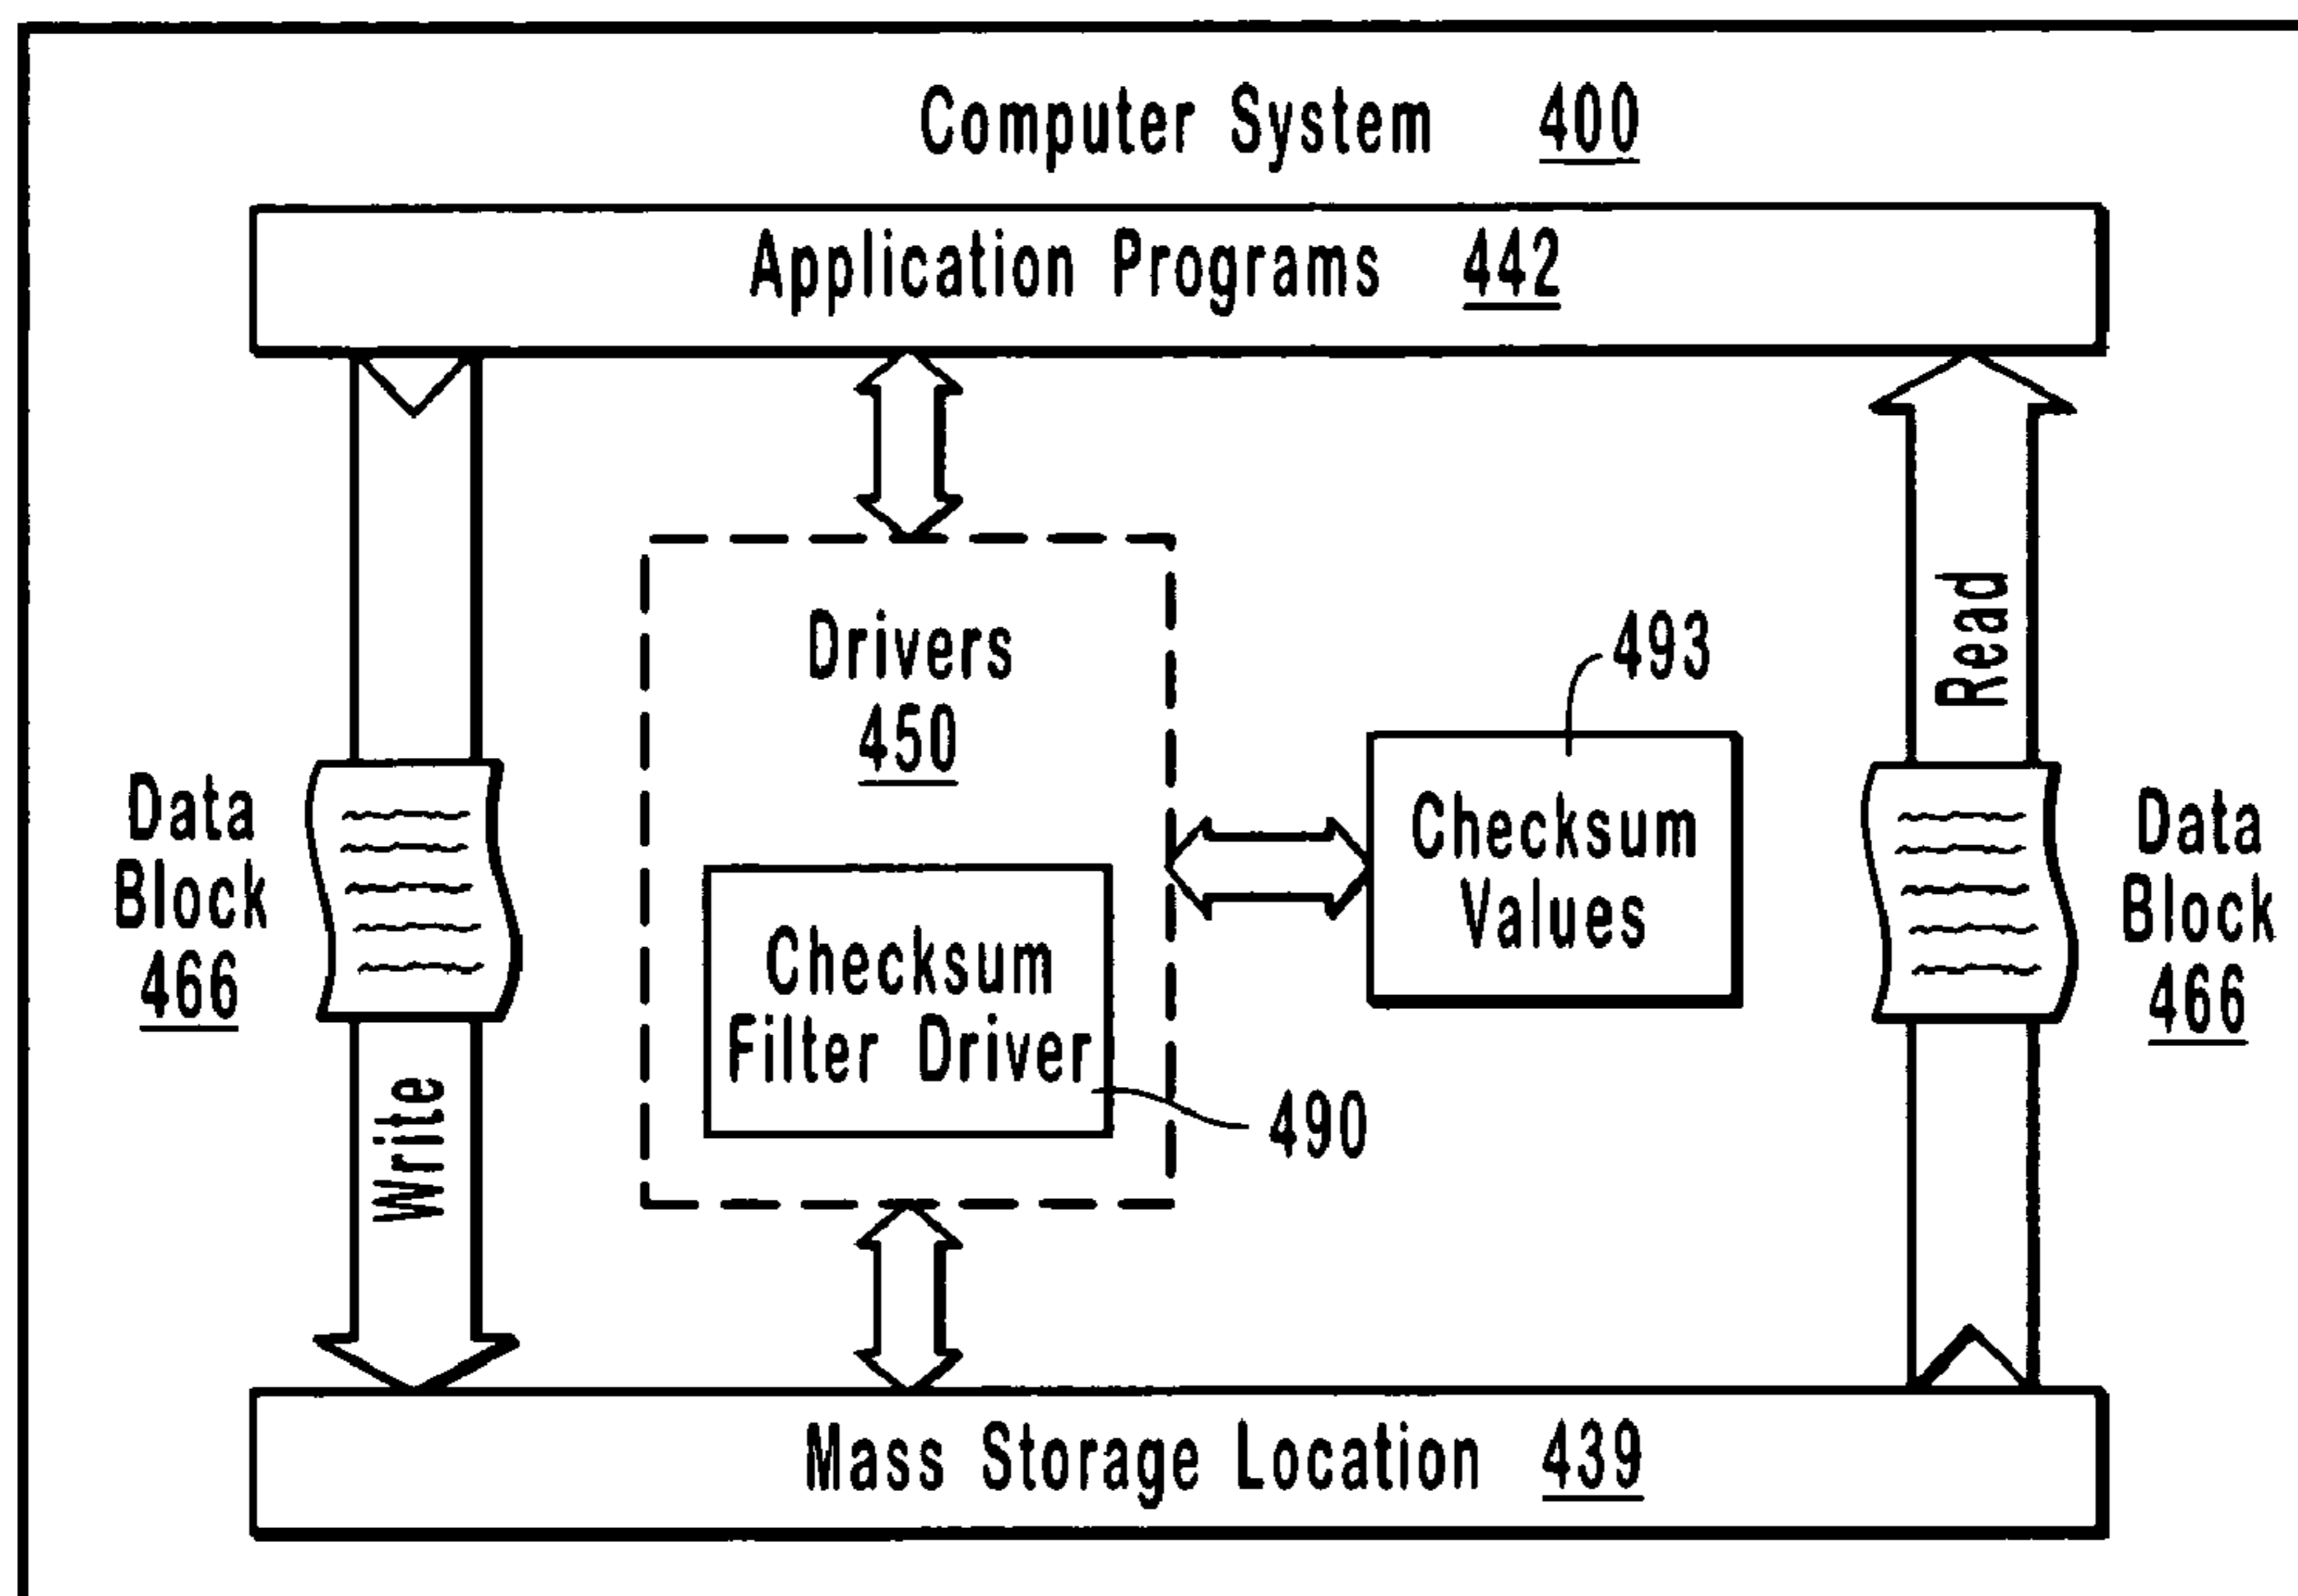 Computer System 400
Application Programs 442
Drivers
450
Read
493
Data
Block
466
Checksum
Values
Data
Block
466
Checksum
Filter Driver
490
Write
Mass Storage Location 439